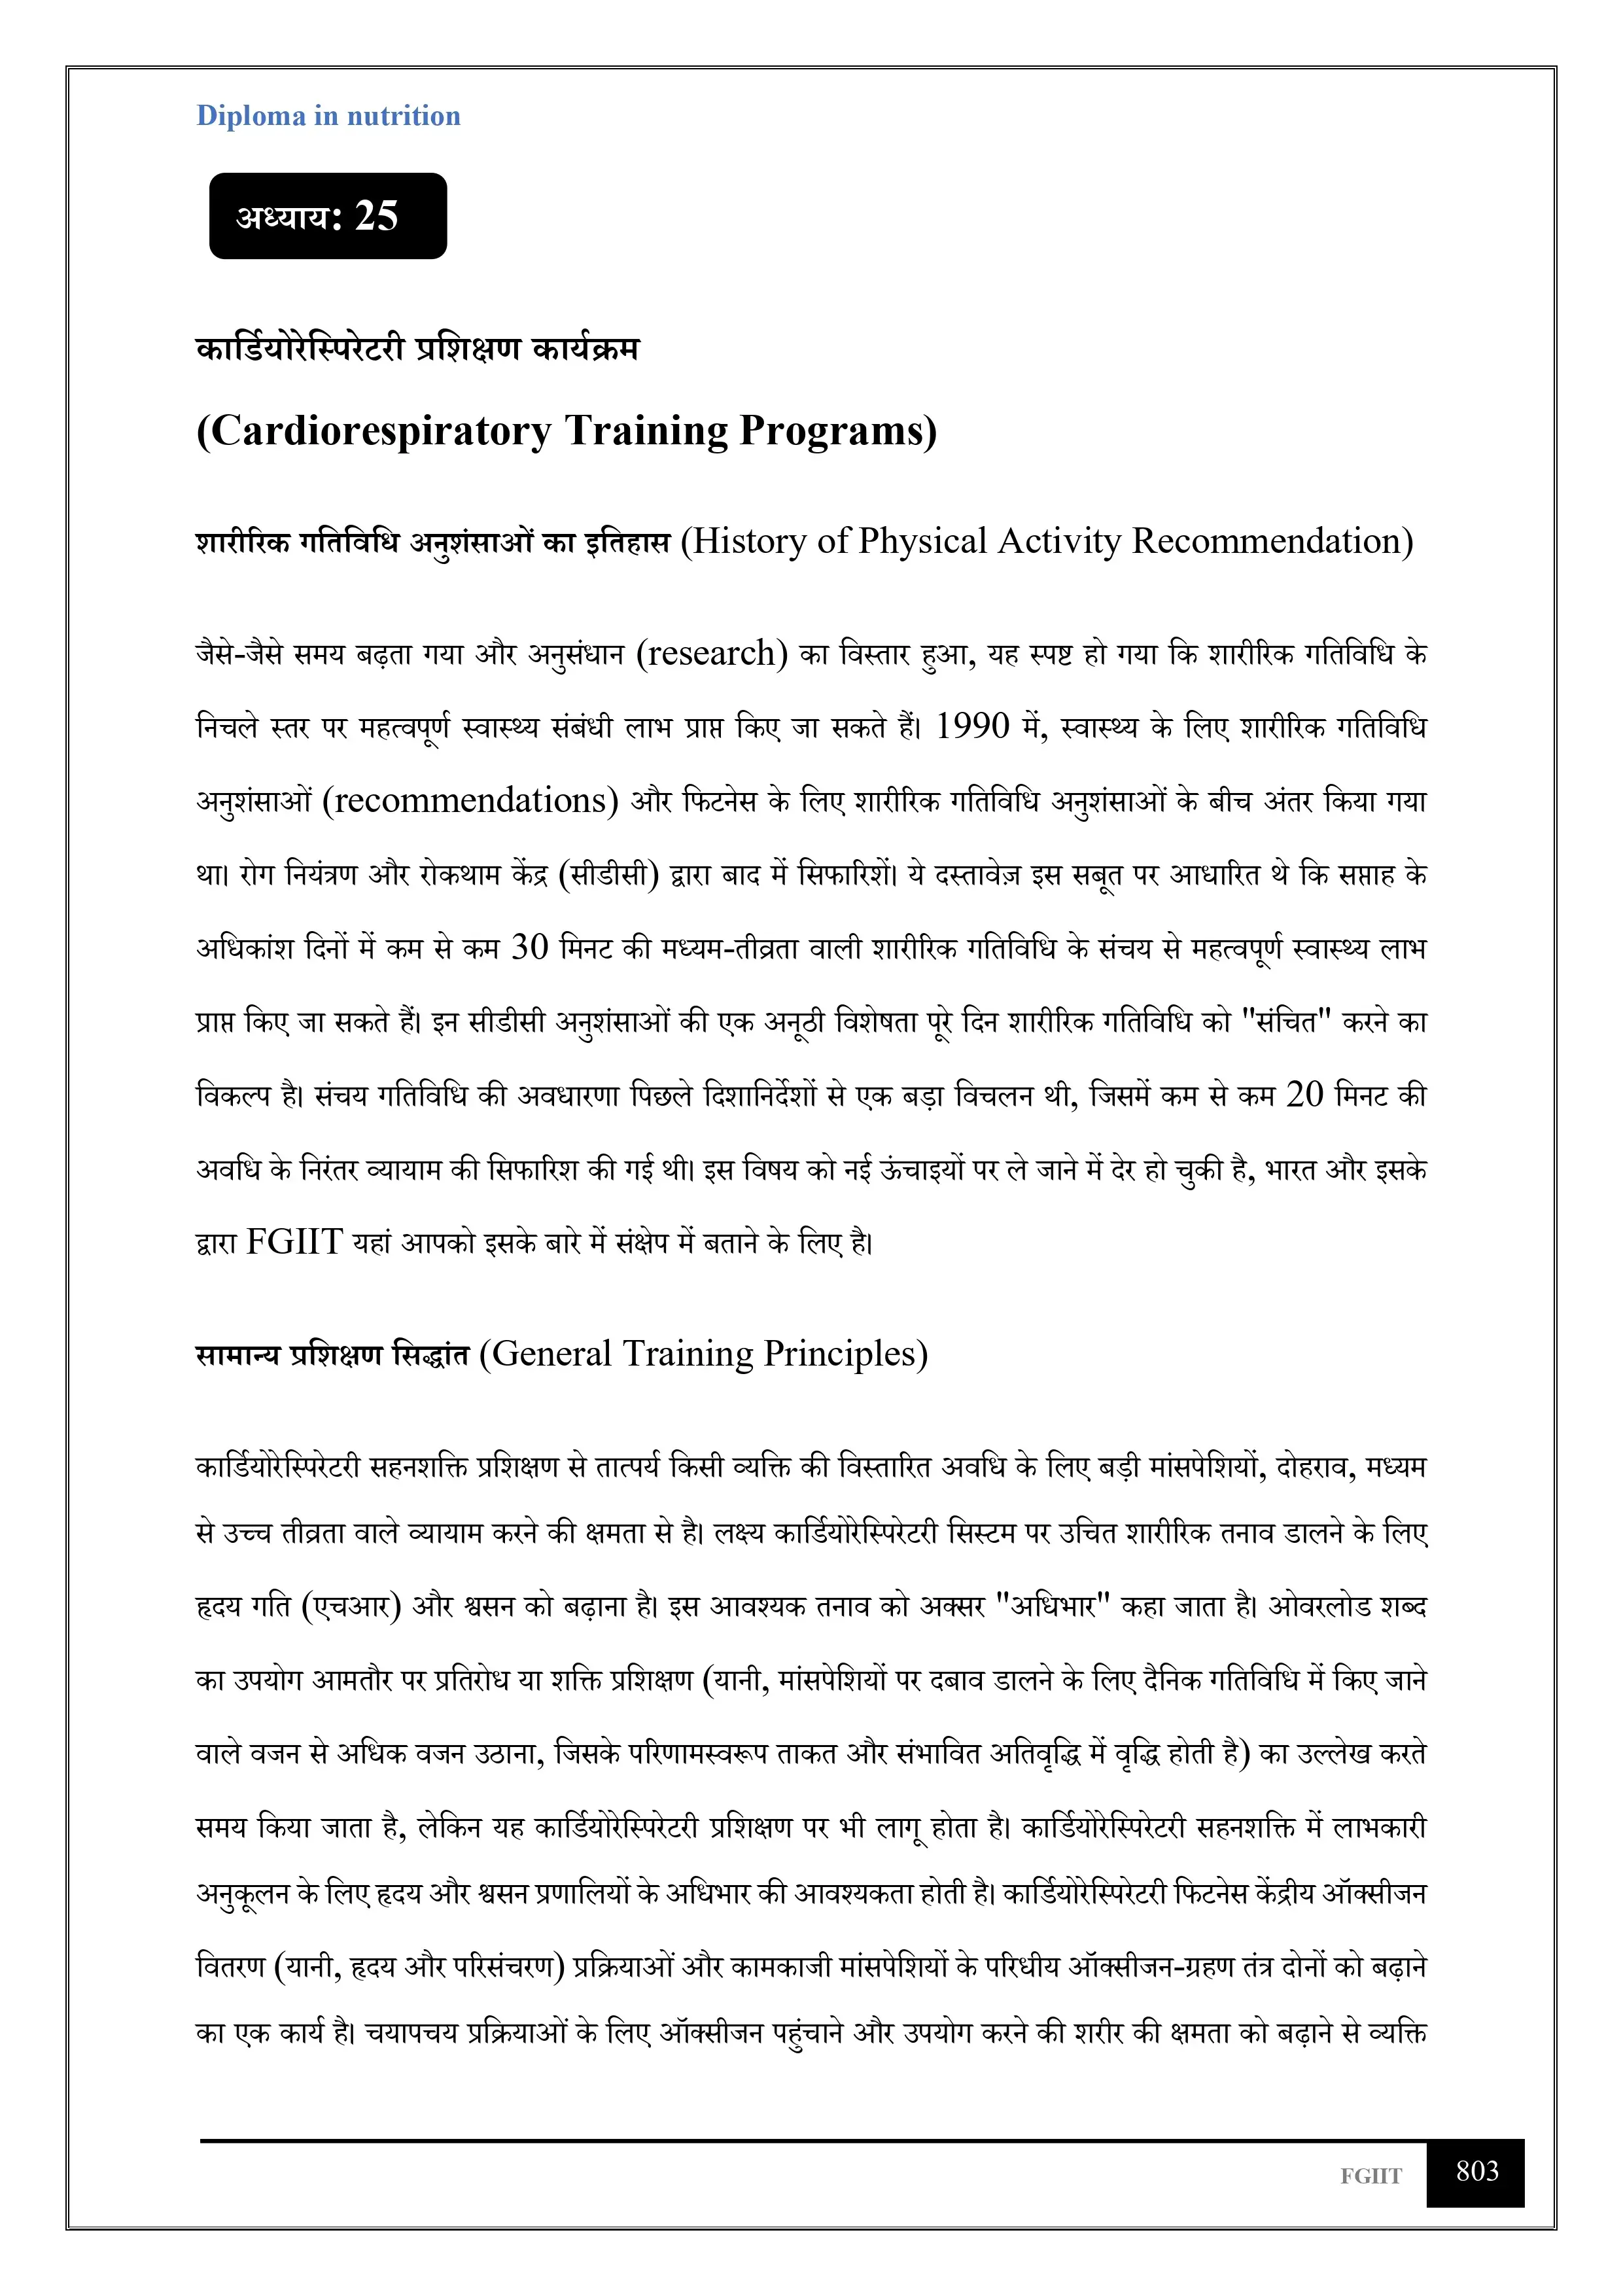 Diploma in nutrition
अध्याय: 25
कार्डियोरेस्पिरेटरी प्रशिक्षण कार्यक्रम
(Cardiorespiratory Training Programs)
शारीरिक गतिविधि अनुशंसाओं का इतिहास (History of Physical Activity Recommendation)
जैसे-जैसे समय बढ़ता गया और अनुसंधान (research) का विस्तार हुआ, यह स्पष्ट हो गया कि शारीरिक गतिविधि के
निचले स्तर पर महत्वपूर्ण स्वास्थ्य संबंधी लाभ प्राप्त किए जा सकते हैं। 1990 में, स्वास्थ्य के लिए शारीरिक गतिविधि
अनुशंसाओं (recommendations) और फिटनेस के लिए शारीरिक गतिविधि अनुशंसाओं के बीच अंतर किया गया
था। रोग नियंत्रण और रोकथाम केंद्र (सीडीसी) द्वारा बाद में सिफारिशें। ये दस्तावेज़ इस सबूत पर आधारित थे कि सप्ताह के
अधिकांश दिनों में कम से कम 30 मिनट की मध्यम-तीव्रता वाली शारीरिक गतिविधि के संचय से महत्वपूर्ण स्वास्थ्य लाभ
प्राप्त किए जा सकते हैं। इन सीडीसी अनुशंसाओं की एक अनूठी विशेषता पूरे दिन शारीरिक गतिविधि को "संचित" करने का
विकल्प है। संचय गतिविधि की अवधारणा पिछले दिशानिर्देशों से एक बड़ा विचलन थी, जिसमें कम से कम 20 मिनट की
अवधि के निरंतर व्यायाम की सिफारिश की गई थी। इस विषय को नई ऊंचाइयों पर ले जाने में देर हो चुकी है, भारत और इसके
द्वारा FGIIT यहां आपको इसके बारे में संक्षेप में बताने के लिए है।
सामान्य प्रशिक्षण सिद्धांत (General Training Principles)
कार्डियोरेस्पिरेटरी सहनशक्ति प्रशिक्षण से तात्पर्य किसी व्यक्ति की विस्तारित अवधि के लिए बड़ी मांसपेशियों, दोहराव, मध्यम
से उच्च तीव्रता वाले व्यायाम करने की क्षमता से है। लक्ष्य कार्डियोरेस्पिरेटरी सिस्टम पर उचित शारीरिक तनाव डालने के लिए
हृदय गति (एचआर) और श्वसन को बढ़ाना है। इस आवश्यक तनाव को अक्सर "अधिभार" कहा जाता है। ओवरलोड शब्द
का उपयोग आमतौर पर प्रतिरोध या शक्ति प्रशिक्षण (यानी, मांसपेशियों पर दबाव डालने के लिए दैनिक गतिविधि में किए जाने
वाले वजन से अधिक वजन उठाना, जिसके परिणामस्वरूप ताकत और संभावित अतिवृद्धि में वृद्धि होती है) का उल्लेख करते
समय किया जाता है, लेकिन यह कार्डियोरेस्पिरेटरी प्रशिक्षण पर भी लागू होता है। कार्डियोरेस्पिरेटरी सहनशक्ति में लाभकारी
अनुकूलन के लिए हृदय और श्वसन प्रणालियों के अधिभार की आवश्यकता होती है। कार्डियोरेस्पिरेटरी फिटनेस केंद्रीय ऑक्सीजन
वितरण (यानी, हृदय और परिसंचरण) प्रक्रियाओं और कामकाजी मांसपेशियों के परिधीय ऑक्सीजन-ग्रहण तंत्र दोनों को बढ़ाने
का एक कार्य है। चयापचय प्रक्रियाओं के लिए ऑक्सीजन पहुंचाने और उपयोग करने की शरीर की क्षमता को बढ़ाने से व्यक्ति
FGIIT 803